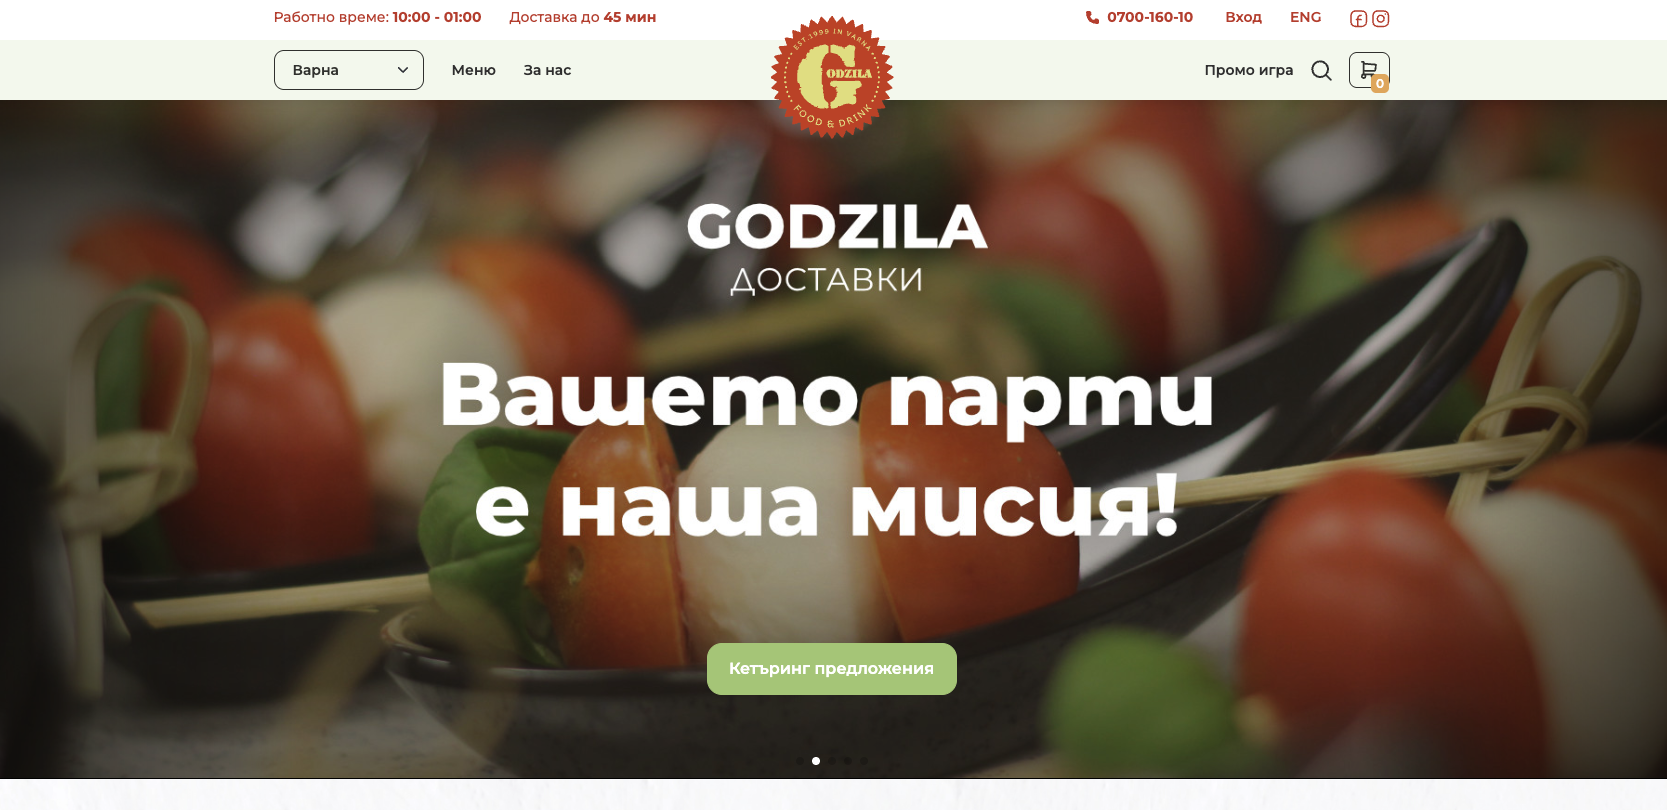 Работно време: 10:00 - 01:00 Доставка до 45 мин
0700-160-10 Вход ENG
Варна Меню За нас
EST. 1999 IN VARNA
GODZILA
FOOD & DRINK
Промо игра
0
GODZILA
ДОСТАВКИ
Вашето парти
е наша мисия!
Кетъринг предложения